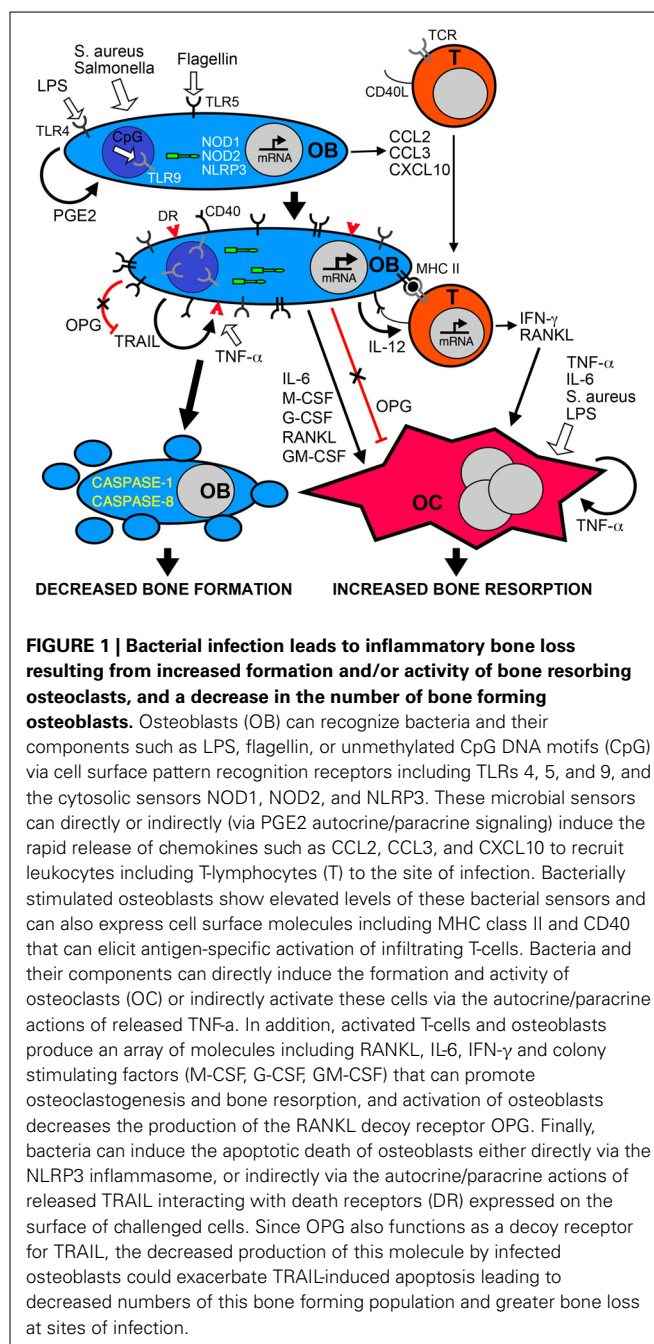 S. aureus
Salmonella
Flagellin
LPS
TLR5
TLR4
TCR
T
CD40L
CpG
TLR9
NOD1
NOD2
NLRP3
mRNA
OB
CCL2
CCL3
CXCL10
PGE2
DR
CD40
mRNA
OB
MHC II
T
mRNA
OPG
TRAIL
TNF-α
IL-12
IFN-γ
RANKL
IL-6
M-CSF
G-CSF
RANKL
GM-CSF
OPG
TNF-α
IL-6
S. aureus
LPS
CASPASE-1
CASPASE-8
OB
OC
TNF-α
DECREASED BONE FORMATION
INCREASED BONE RESORPTION
FIGURE 1 | Bacterial infection leads to inflammatory bone loss
resulting from increased formation and/or activity of bone resorbing
osteoclasts, and a decrease in the number of bone forming
osteoblasts. Osteoblasts (OB) can recognize bacteria and their
components such as LPS, flagellin, or unmethylated CpG DNA motifs (CpG)
via cell surface pattern recognition receptors including TLRs 4, 5, and 9, and
the cytosolic sensors NOD1, NOD2, and NLRP3. These microbial sensors
can directly or indirectly (via PGE2 autocrine/paracrine signaling) induce the
rapid release of chemokines such as CCL2, CCL3, and CXCL10 to recruit
leukocytes including T-lymphocytes (T) to the site of infection. Bacterially
stimulated osteoblasts show elevated levels of these bacterial sensors and
can also express cell surface molecules including MHC class II and CD40
that can elicit antigen-specific activation of infiltrating T-cells. Bacteria and
their components can directly induce the formation and activity of
osteoclasts (OC) or indirectly activate these cells via the autocrine/paracrine
actions of released TNF-a. In addition, activated T-cells and osteoblasts
produce an array of molecules including RANKL, IL-6, IFN-γ and colony
stimulating factors (M-CSF, G-CSF, GM-CSF) that can promote
osteoclastogenesis and bone resorption, and activation of osteoblasts
decreases the production of the RANKL decoy receptor OPG. Finally,
bacteria can induce the apoptotic death of osteoblasts either directly via the
NLRP3 inflammasome, or indirectly via the autocrine/paracrine actions of
released TRAIL interacting with death receptors (DR) expressed on the
surface of challenged cells. Since OPG also functions as a decoy receptor
for TRAIL, the decreased production of this molecule by infected
osteoblasts could exacerbate TRAIL-induced apoptosis leading to
decreased numbers of this bone forming population and greater bone loss
at sites of infection.